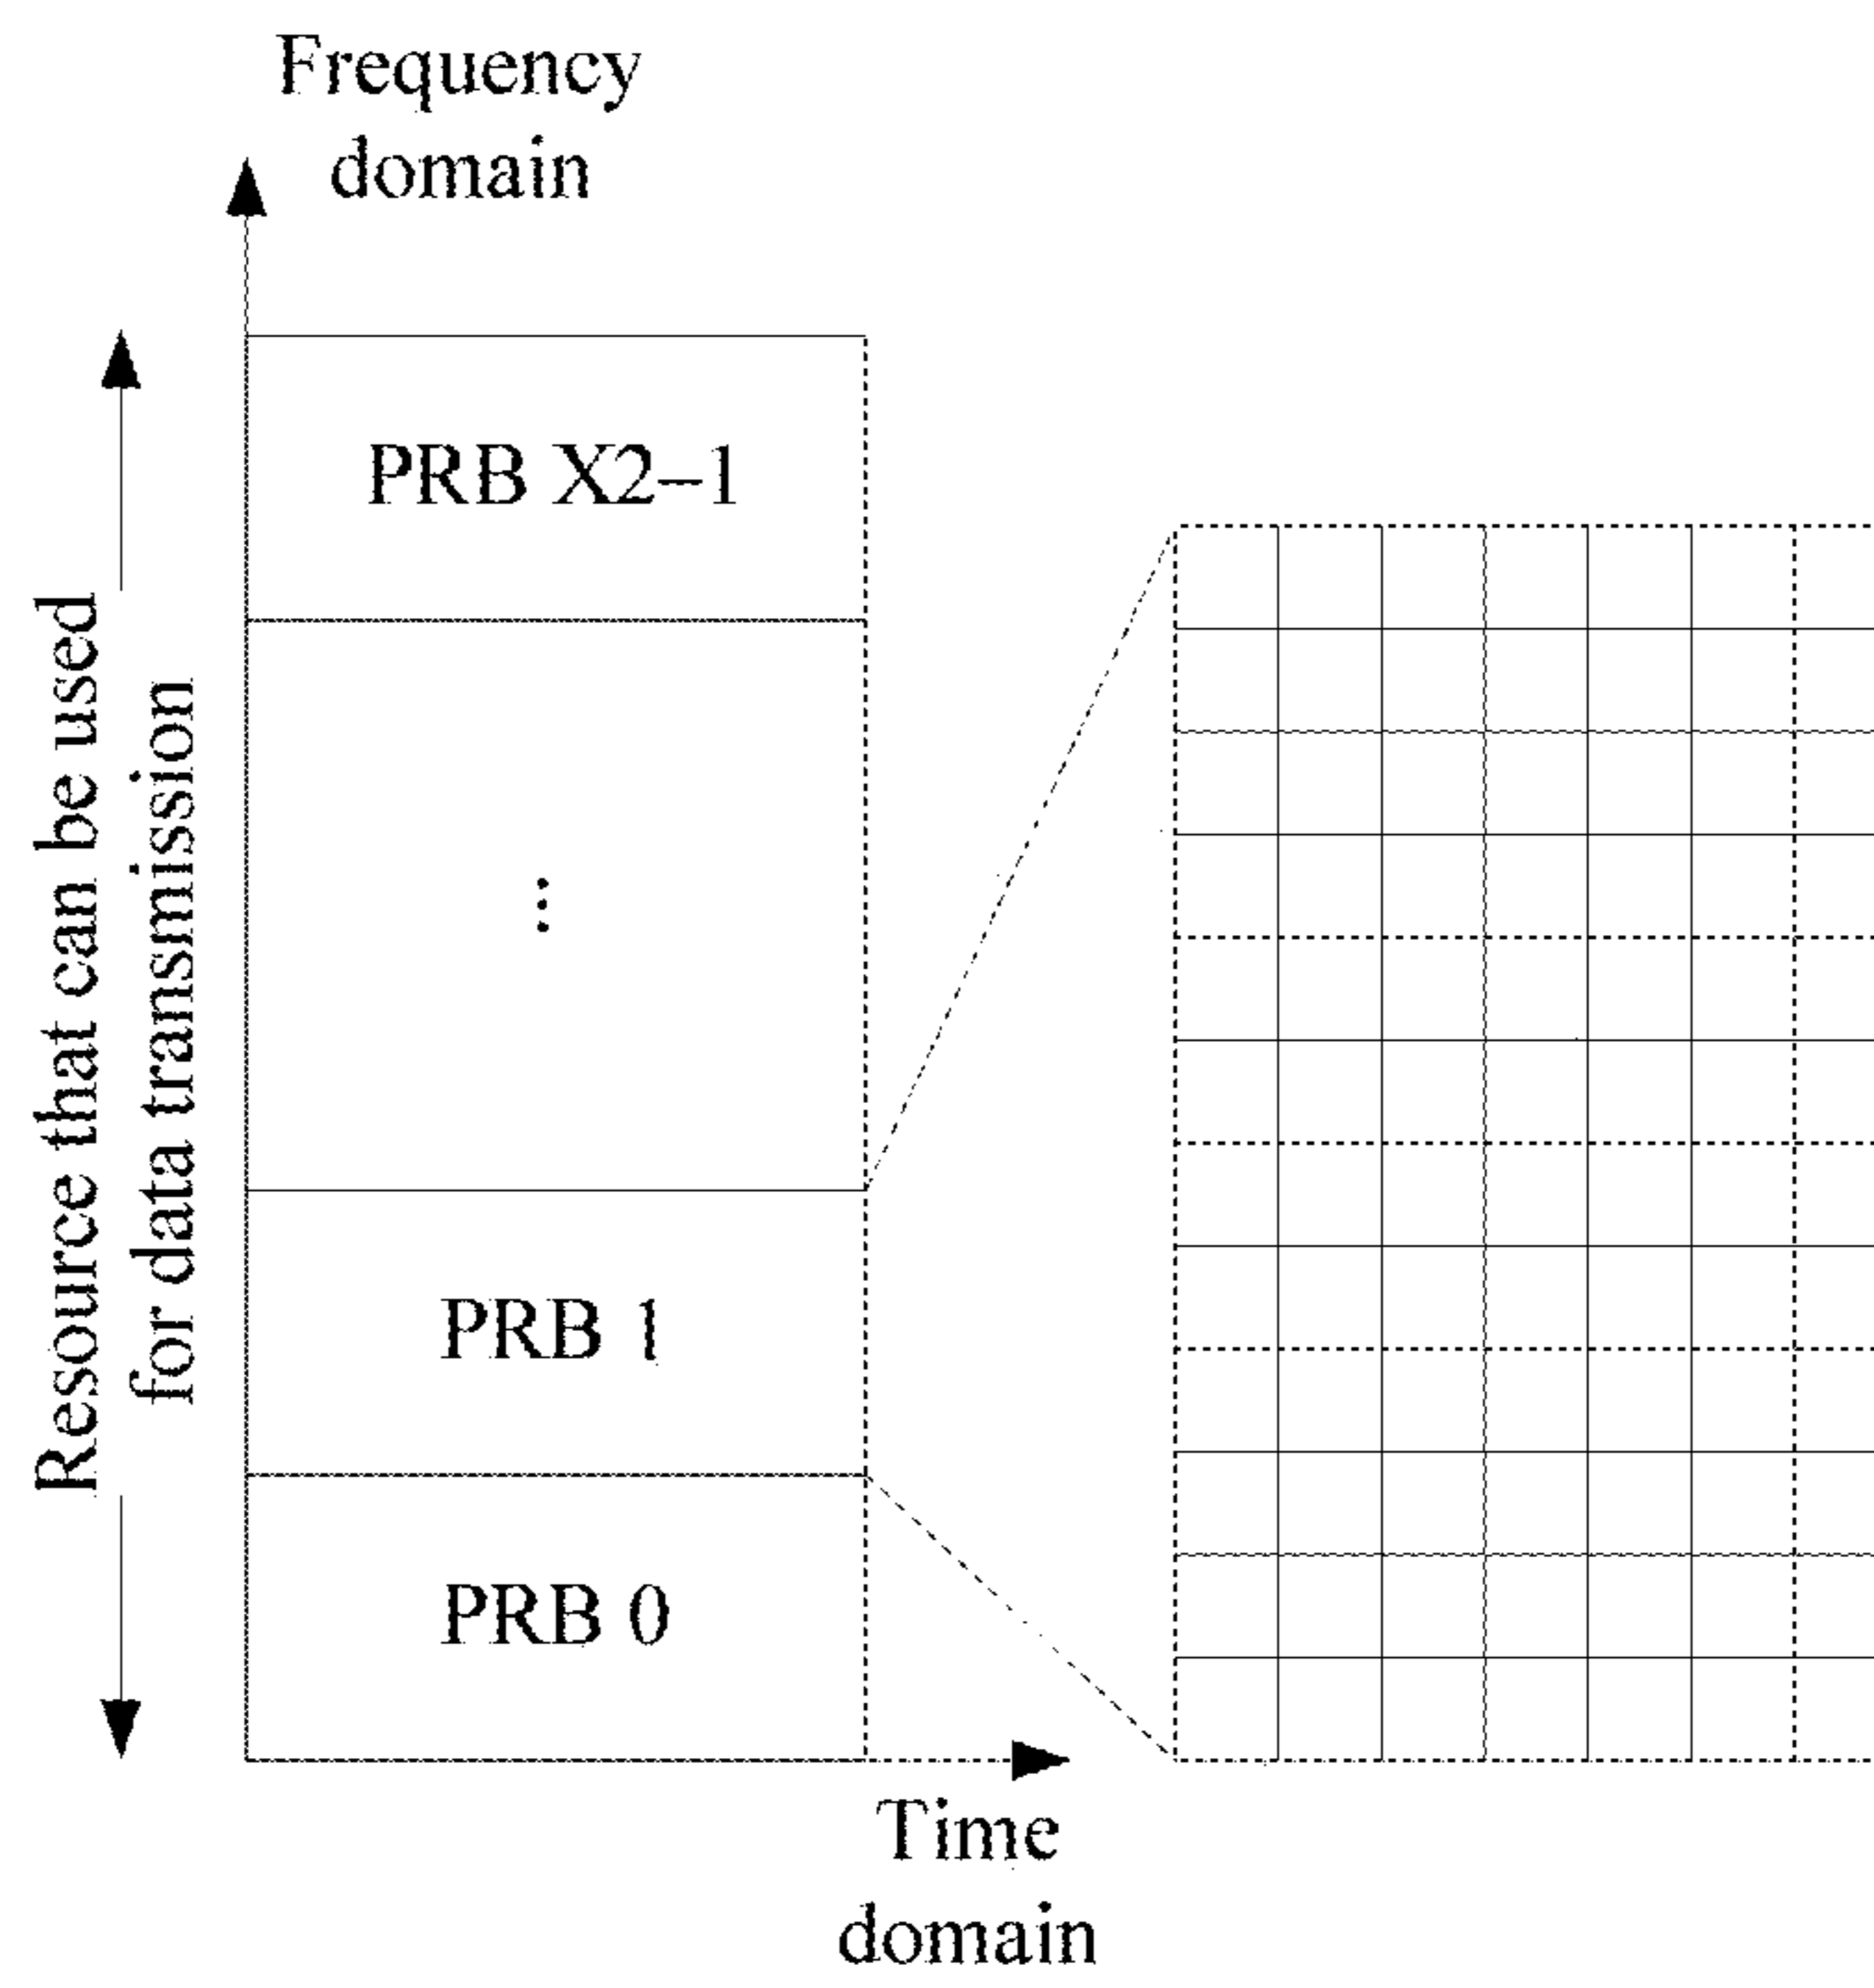 Frequency
domain
Resource that can be used
for data transmission
PRB X2–1
⋮
PRB 1
PRB 0
Time
domain